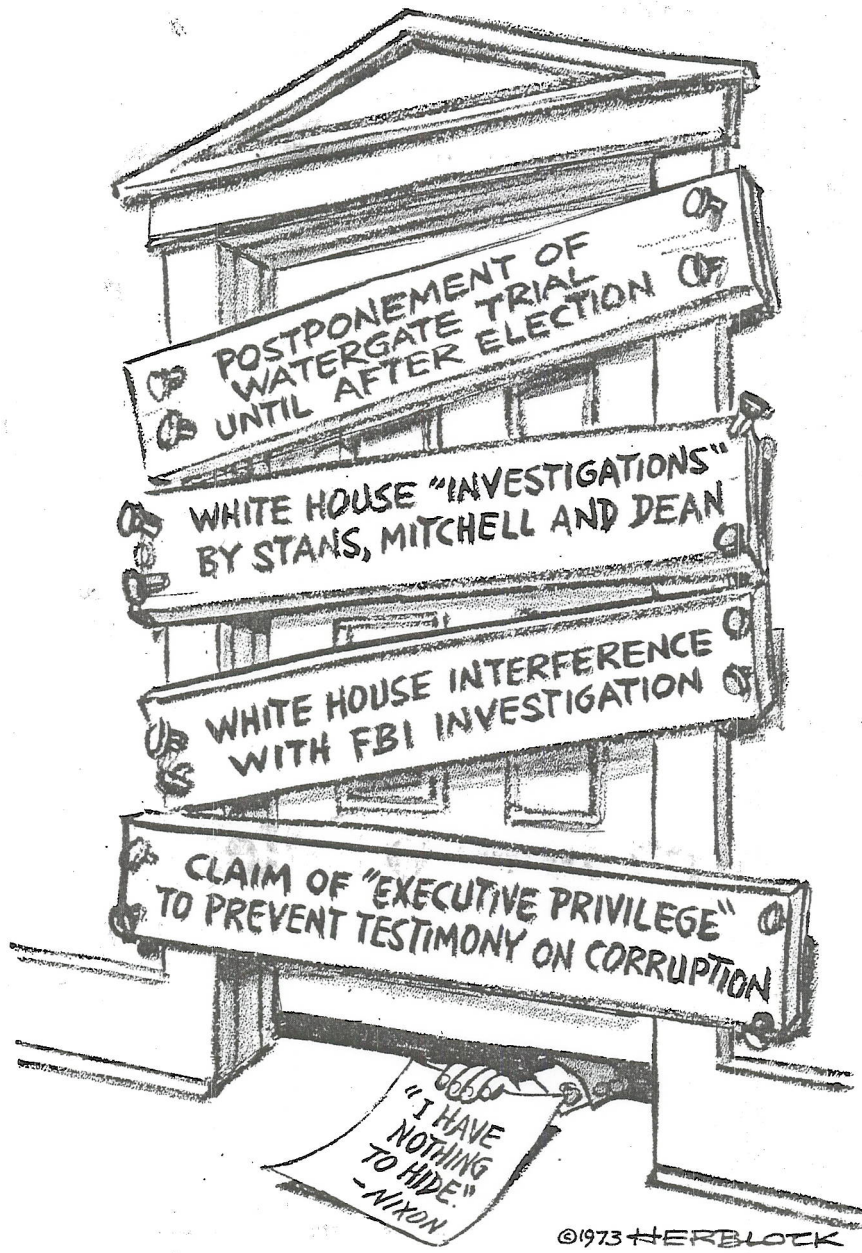 POSTPONEMENT OF
WATERGATE TRIAL
UNTIL AFTER ELECTION
WHITE HOUSE "INVESTIGATIONS"
BY STANS, MITCHELL AND DEAN
WHITE HOUSE INTERFERENCE
WITH FBI INVESTIGATION
CLAIM OF "EXECUTIVE PRIVILEGE"
TO PREVENT TESTIMONY ON CORRUPTION
"I HAVE
NOTHING
TO HIDE."
-NIXON
©1973 HERBLOCK